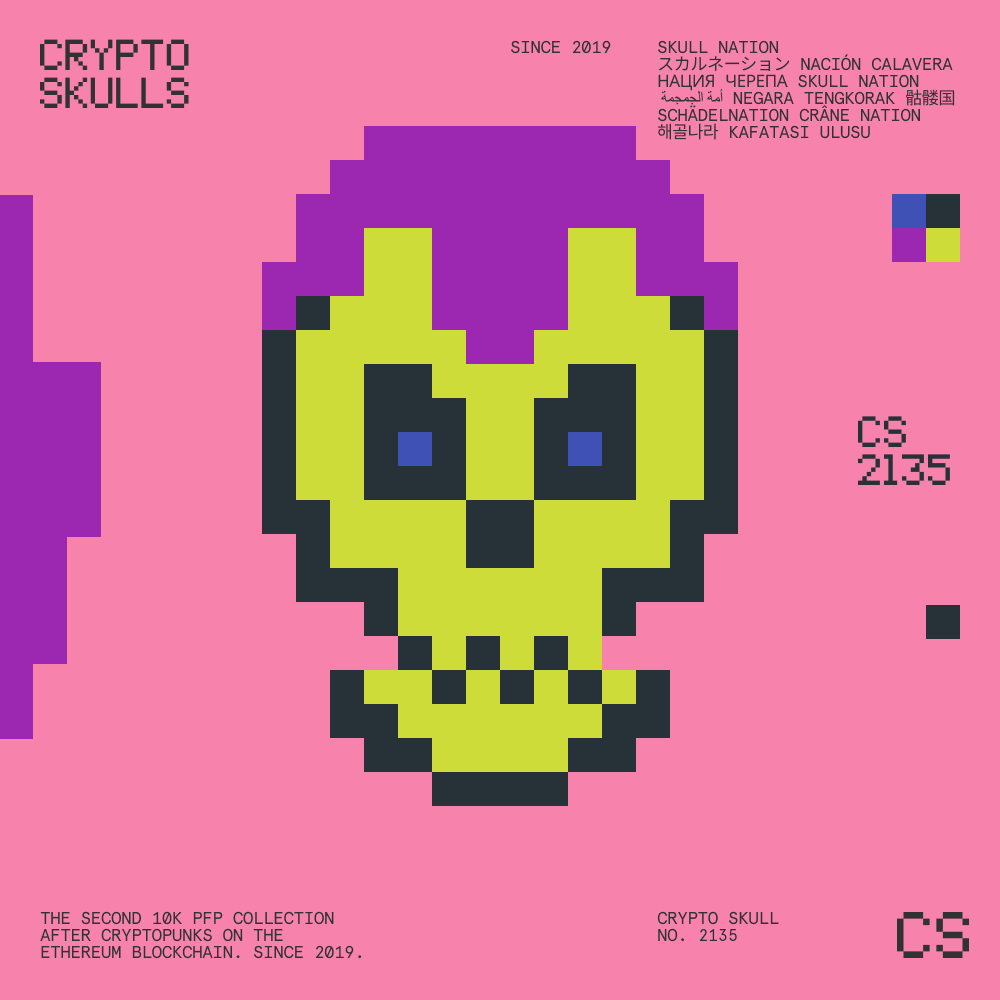 CRYPTO
SKULLS
SINCE 2019
SKULL NATION
スカルネーション NACIÓN CALAVERA
НАЦИЯ ЧЕРЕПА SKULL NATION
أمة الجمجمة NEGARA TENGKORAK 骷髅国
SCHÄDELNATION CRÂNE NATION
해골나라 KAFATASI ULUSU
CS
2135
THE SECOND 10K PFP COLLECTION
AFTER CRYPTOPUNKS ON THE
ETHEREUM BLOCKCHAIN. SINCE 2019.
CRYPTO SKULL
NO. 2135
CS